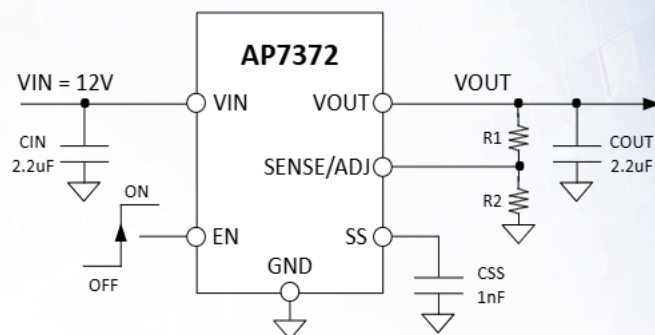 AP7372
VIN = 12V
VIN
VOUT
VOUT
CIN
2.2uF
SENSE/ADJ
R1
R2
COUT
2.2uF
ON
OFF
EN
SS
GND
CSS
1nF